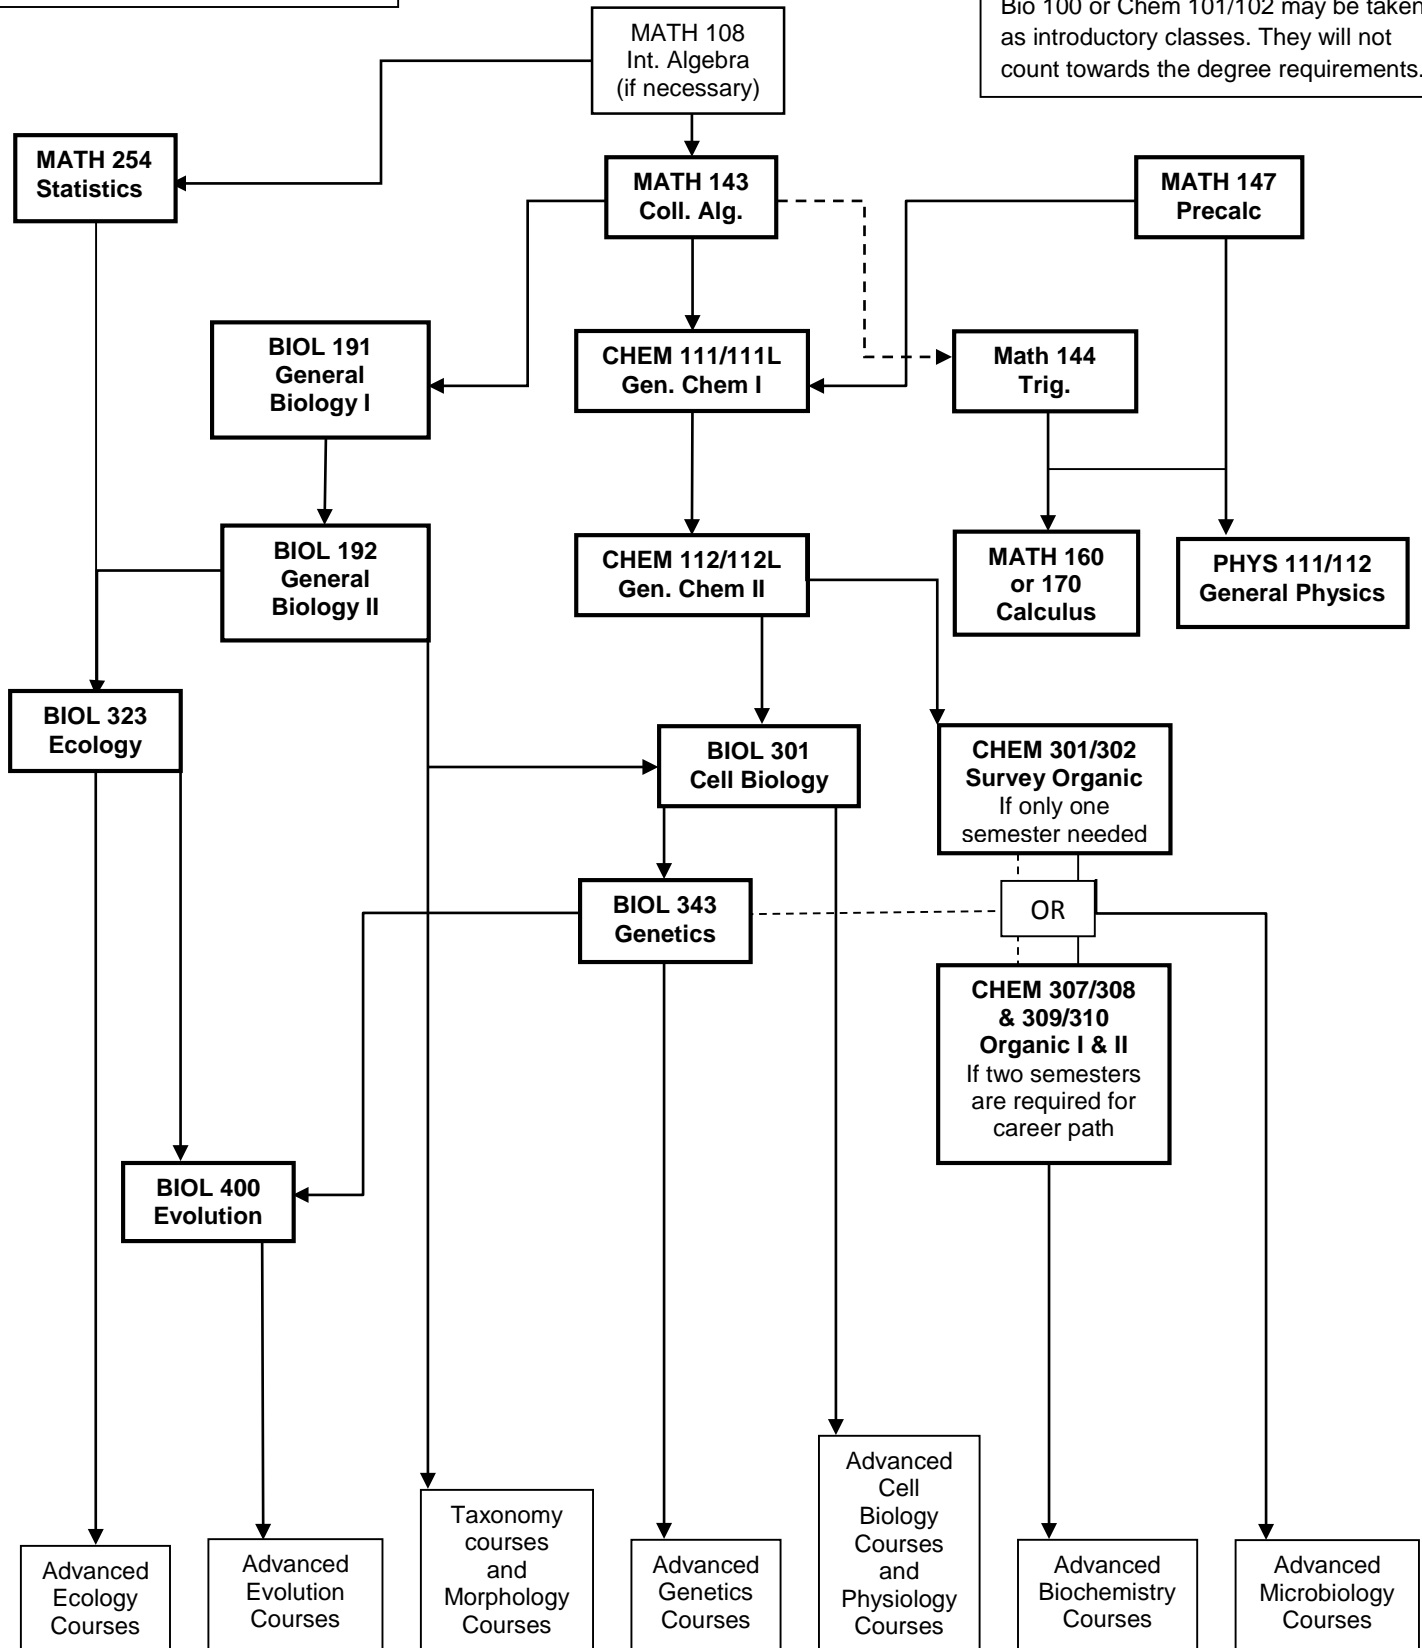 Bio 100 or Chem 101/102 may be taken
as introductory classes. They will not
count towards the degree requirements.
MATH 108
Int. Algebra
(if necessary)
MATH 254
Statistics
MATH 143
Coll. Alg.
MATH 147
Precalc
BIOL 191
General
Biology I
CHEM 111/111L
Gen. Chem I
Math 144
Trig.
BIOL 192
General
Biology II
CHEM 112/112L
Gen. Chem II
MATH 160
or 170
Calculus
PHYS 111/112
General Physics
BIOL 323
Ecology
BIOL 301
Cell Biology
CHEM 301/302
Survey Organic
If only one
semester needed
BIOL 343
Genetics
OR
CHEM 307/308
& 309/310
Organic I & II
If two semesters
are required for
career path
BIOL 400
Evolution
Advanced
Ecology
Courses
Advanced
Evolution
Courses
Taxonomy
courses
and
Morphology
Courses
Advanced
Genetics
Courses
Advanced
Cell
Biology
Courses
and
Physiology
Courses
Advanced
Biochemistry
Courses
Advanced
Microbiology
Courses